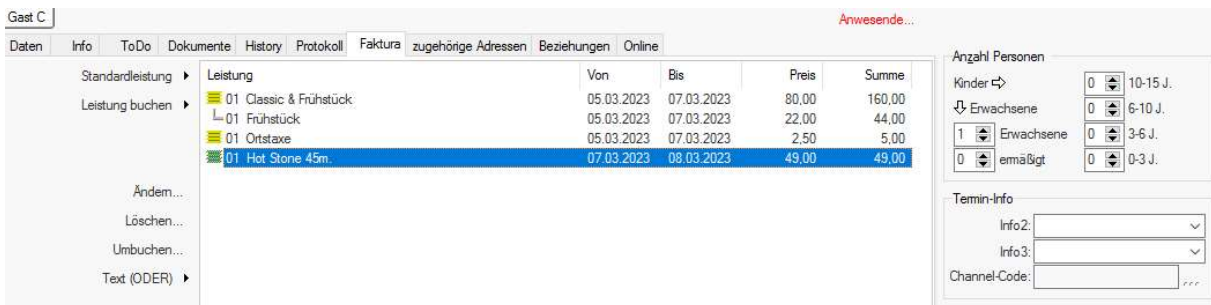 Gast C
Anwesende...
Daten Info ToDo Dokumente History Protokoll Faktura zugehörige Adressen Beziehungen Online
Standardleistung
Leistung buchen
Ändern...
Löschen...
Umbuchen...
Text (ODER)
Leistung Von Bis Preis Summe
01 Classic & Frühstück 05.03.2023 07.03.2023 80,00 160,00
01 Frühstück 05.03.2023 07.03.2023 22,00 44,00
01 Ortstaxe 05.03.2023 07.03.2023 2,50 5,00
01 Hot Stone 45m. 07.03.2023 08.03.2023 49,00 49,00
Anzahl Personen
Kinder 0 10-15 J.
Erwachsene 0 6-10 J.
1 Erwachsene 0 3-6 J.
0 ermäßigt 0 0-3 J.
Termin-Info
Info2:
Info3:
Channel-Code: ...